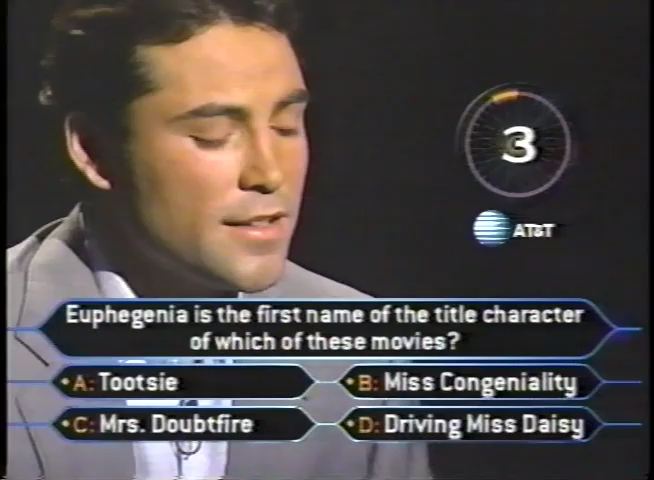 3
AT&T
Euphegenia is the first name of the title character
of which of these movies?
A: Tootsie
B: Miss Congeniality
C: Mrs. Doubtfire
D: Driving Miss Daisy